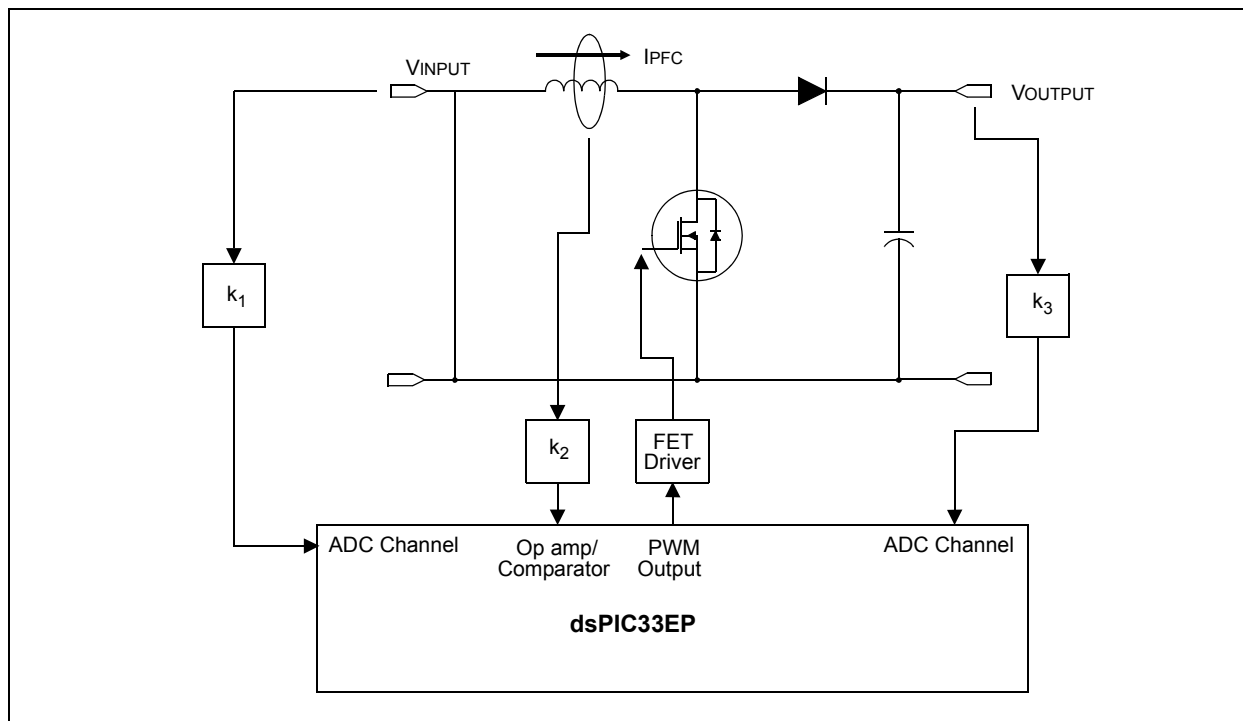 IPFC
VINPUT
VOUTPUT
k1
k3
k2
FET
Driver
ADC Channel
Op amp/
Comparator
PWM
Output
ADC Channel
dsPIC33EP